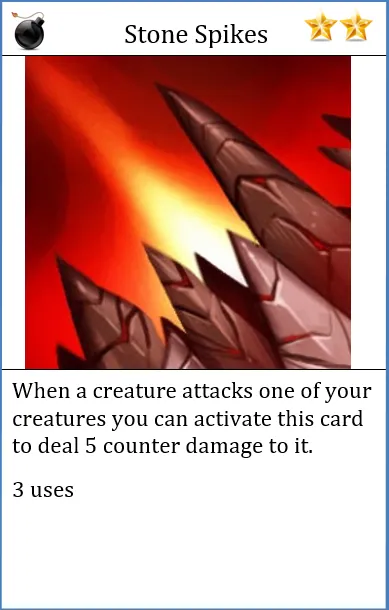 Stone Spikes
When a creature attacks one of your
creatures you can activate this card
to deal 5 counter damage to it.
3 uses